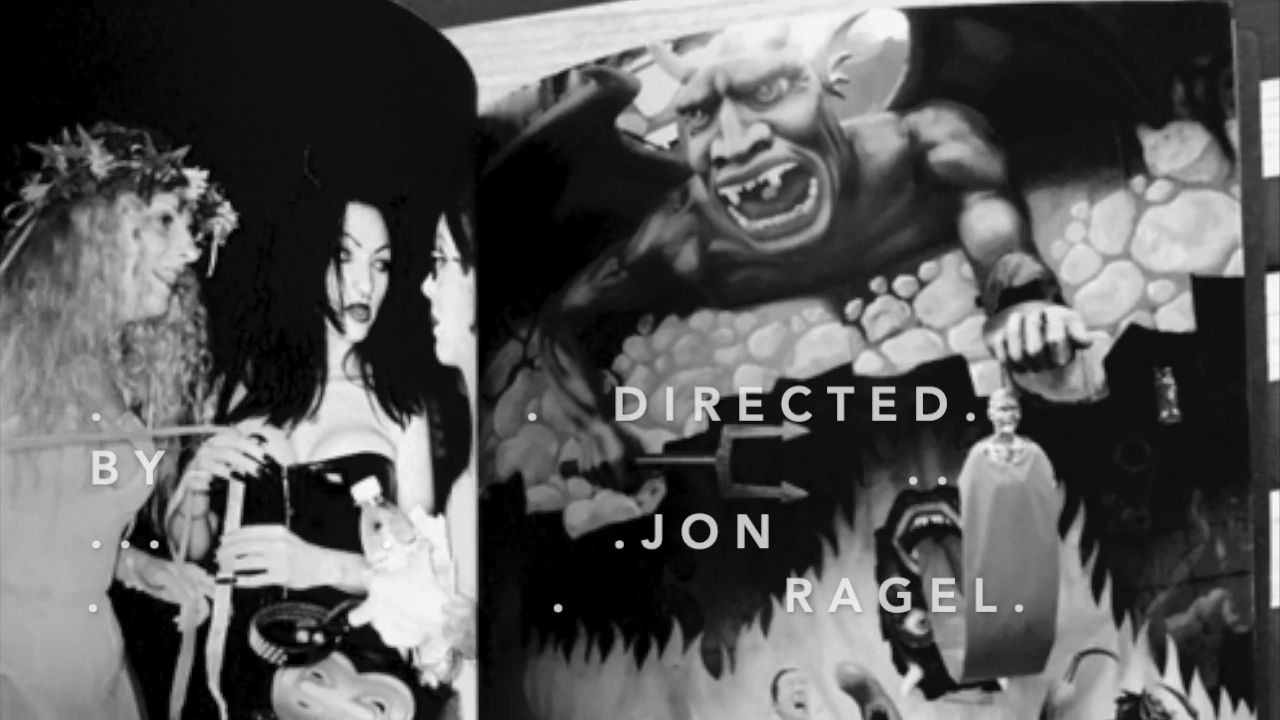 . . DIRECTED.
BY ..
... . .JON
. . RAGEL.